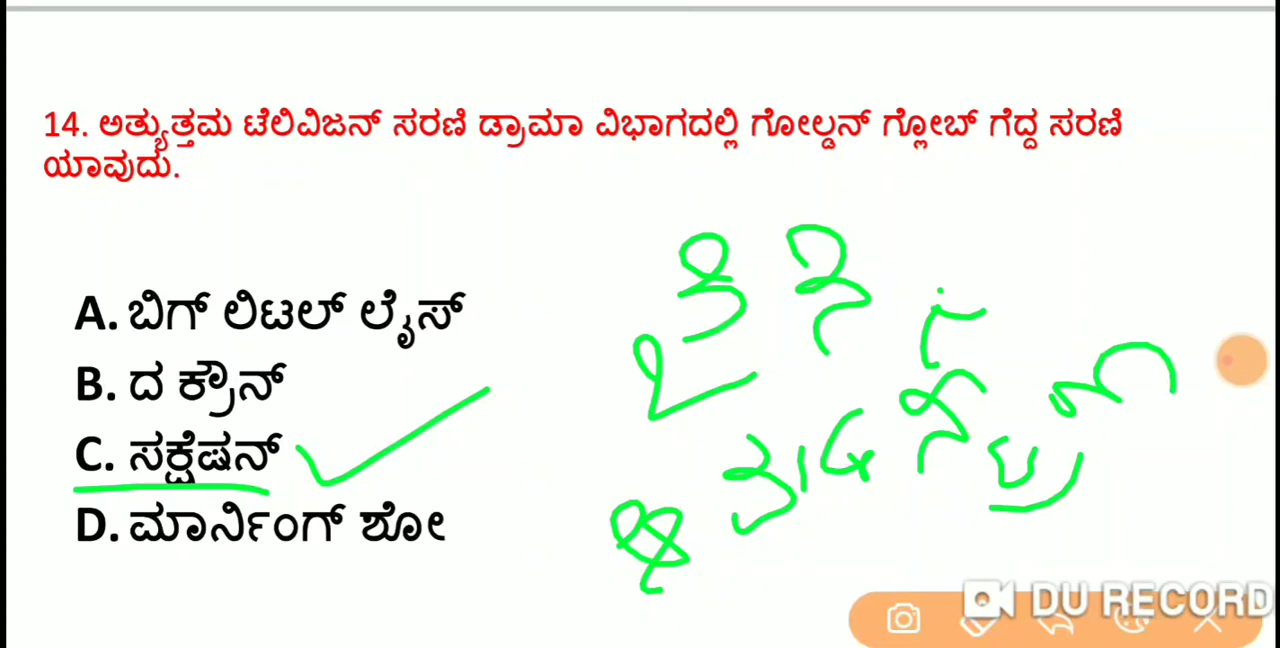 14. ಅತ್ಯುತ್ತಮ ಟೆಲಿವಿಜನ್ ಸರಣಿ ಡ್ರಾಮಾ ವಿಭಾಗದಲ್ಲಿ ಗೋಲ್ಡನ್ ಗ್ಲೋಬ್ ಗೆದ್ದ ಸರಣಿ
ಯಾವುದು.
A. ಬಿಗ್ ಲಿಟಲ್ ಲೈಸ್
B. ದ ಕ್ರೌನ್
C. ಸಕ್ಷೆಷನ್
D. ಮಾರ್ನಿಂಗ್ ಶೋ
DU RECORD